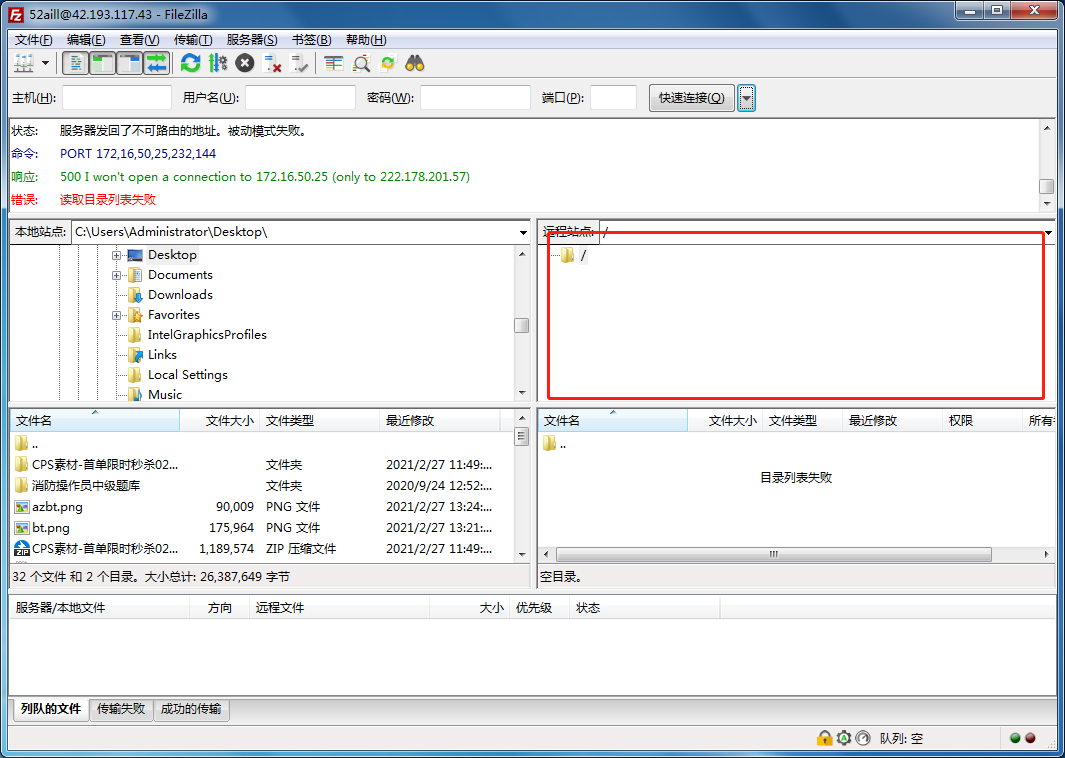 52aill@42.193.117.43 - FileZilla
文件(F) 编辑(E) 查看(V) 传输(T) 服务器(S) 书签(B) 帮助(H)
主机(H): 用户名(U): 密码(W): 端口(P): 快速连接(Q)
状态: 服务器发回了不可路由的地址。被动模式失败。
命令: PORT 172,16,50,25,232,144
响应: 500 I won't open a connection to 172.16.50.25 (only to 222.178.201.57)
错误: 读取目录列表失败
本地站点: C:\Users\Administrator\Desktop\
Desktop
Documents
Downloads
Favorites
IntelGraphicsProfiles
Links
Local Settings
Music
远程站点: /
/
文件名 文件大小 文件类型 最近修改
..
CPS素材-首单限时秒杀02... 文件夹 2021/2/27 11:49:...
消防操作员中级题库 文件夹 2020/9/24 12:52:...
azbt.png 90,009 PNG 文件 2021/2/27 13:24:...
bt.png 175,964 PNG 文件 2021/2/27 13:21:...
CPS素材-首单限时秒杀02... 1,189,574 ZIP 压缩文件 2021/2/27 11:49:...
32 个文件 和 2 个目录。大小总计: 26,387,649 字节
文件名 文件大小 文件类型 最近修改 权限 所有
..
目录列表失败
空目录。
服务器/本地文件 方向 远程文件 大小 优先级 状态
列队的文件 传输失败 成功的传输
队列: 空